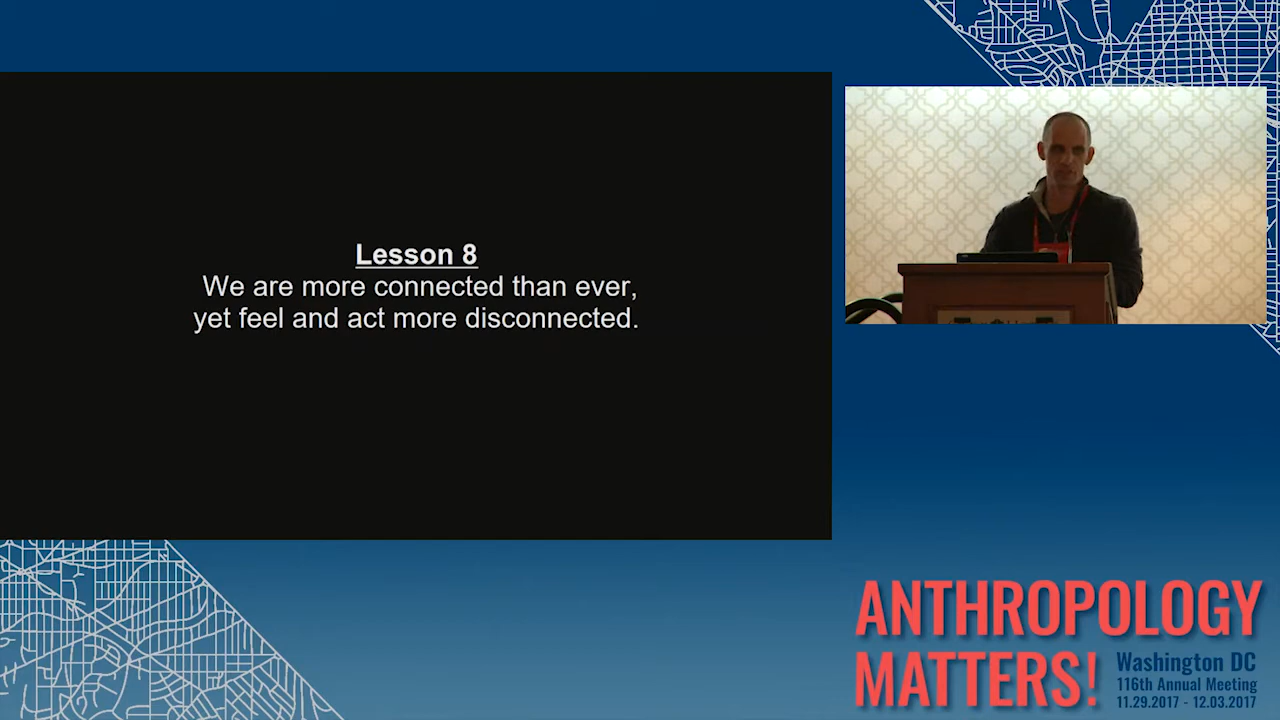 Lesson 8
We are more connected than ever,
yet feel and act more disconnected.
ANTHROPOLOGY
MATTERS!
Washington DC
116th Annual Meeting
11.29.2017 - 12.03.2017